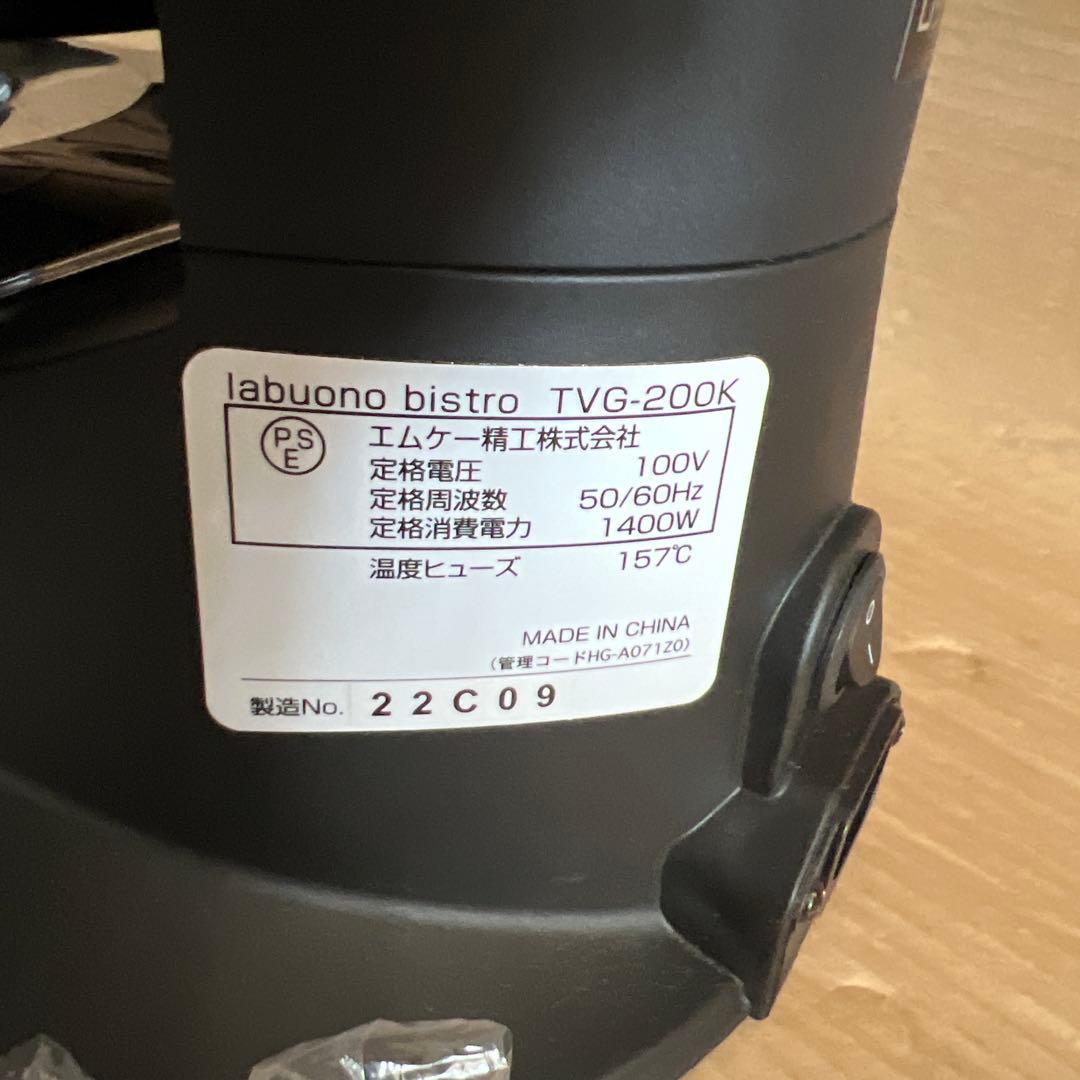 labuono bistro TVG-200K
PSE
エムケー精工株式会社
定格電圧 100V
定格周波数 50/60Hz
定格消費電力 1400W
温度ヒューズ 157℃
MADE IN CHINA
(管理コードHG-A071Z0)
製造No. 22C09
O
I